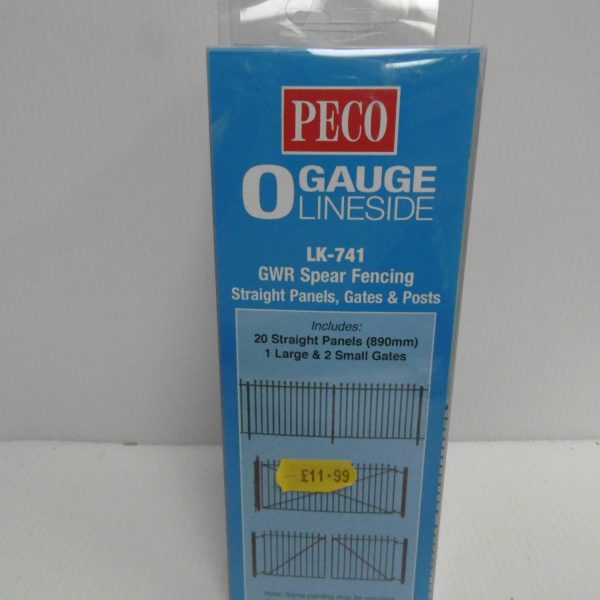 PECO
O GAUGE
LINESIDE
LK-741
GWR Spear Fencing
Straight Panels, Gates & Posts
Includes:
20 Straight Panels (890mm)
1 Large & 2 Small Gates
£11·99